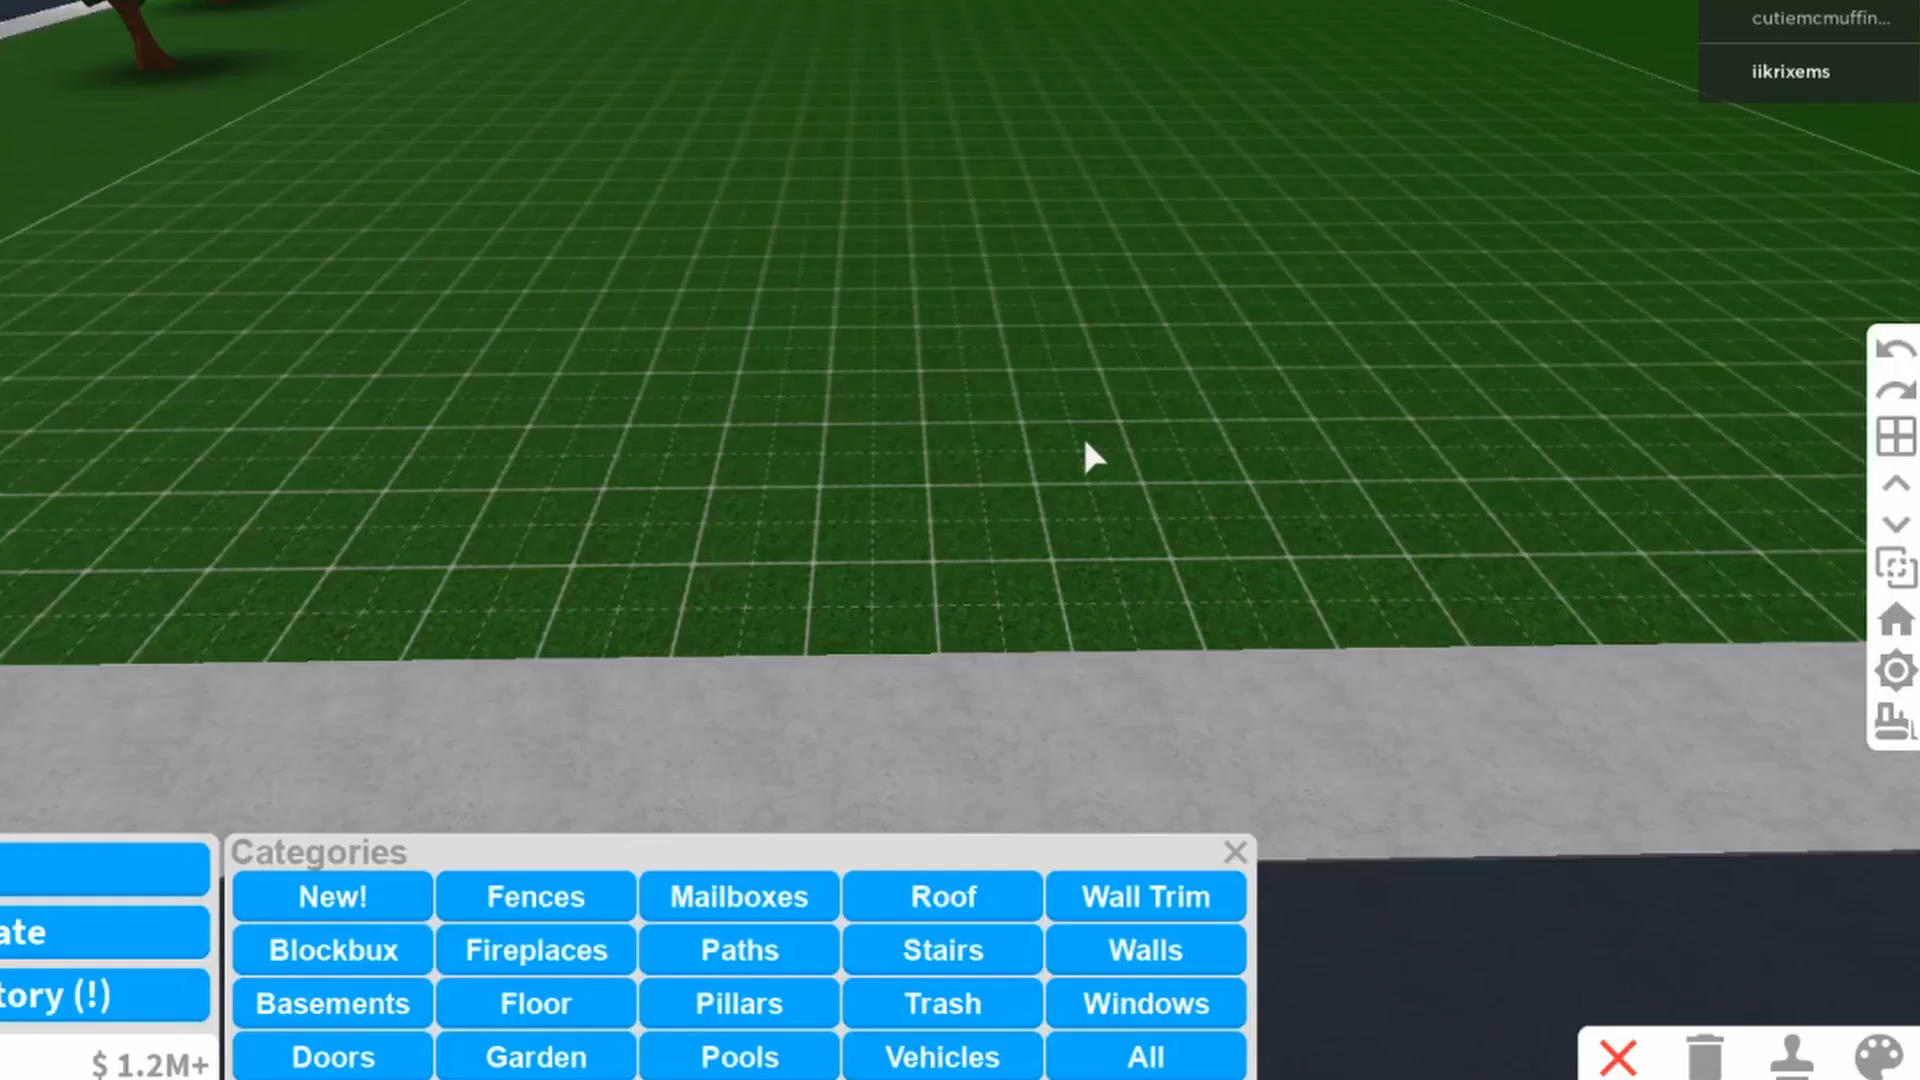 cutiemcmuffin...
iikrixems
Categories
New! Fences Mailboxes Roof Wall Trim
Blockbux Fireplaces Paths Stairs Walls
Basements Floor Pillars Trash Windows
Doors Garden Pools Vehicles All
ate
tory (!)
$ 1.2M+